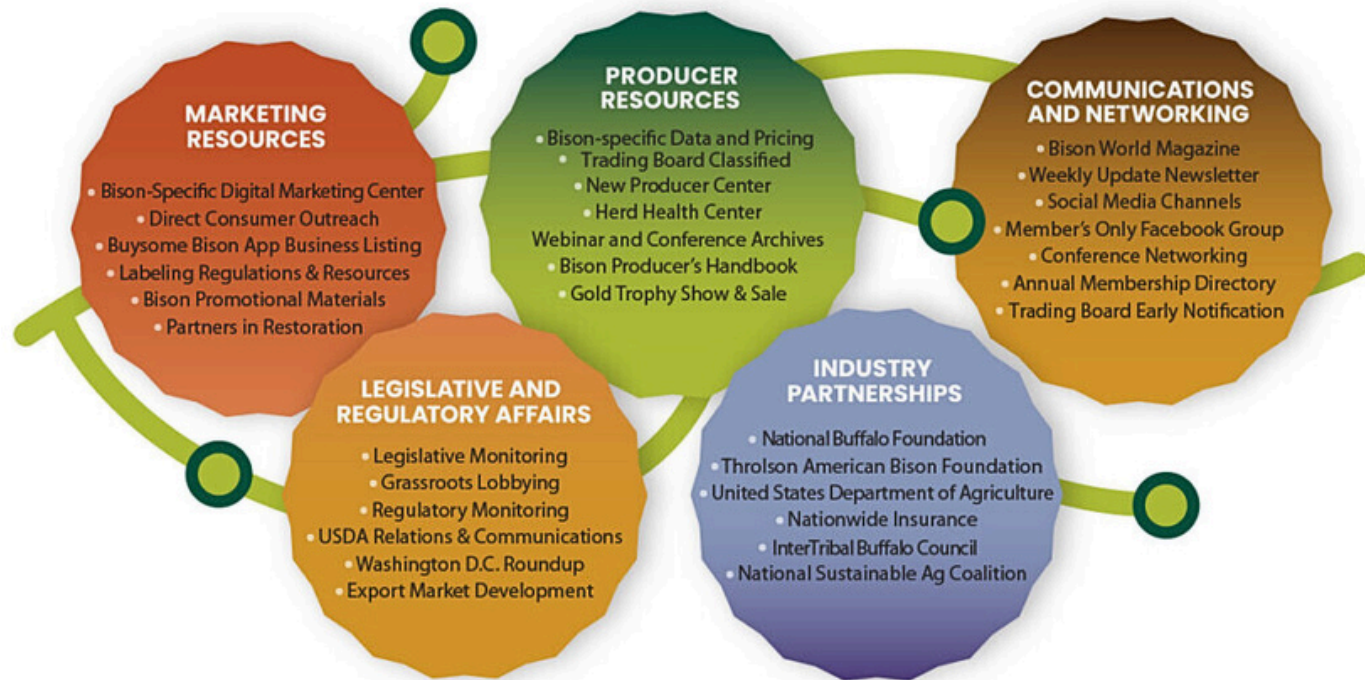 MARKETING
RESOURCES
• Bison-Specific Digital Marketing Center
• Direct Consumer Outreach
• Buysome Bison App Business Listing
• Labeling Regulations & Resources
• Bison Promotional Materials
• Partners in Restoration
PRODUCER
RESOURCES
• Bison-specific Data and Pricing
• Trading Board Classified
• New Producer Center
• Herd Health Center
Webinar and Conference Archives
• Bison Producer's Handbook
• Gold Trophy Show & Sale
COMMUNICATIONS
AND NETWORKING
• Bison World Magazine
• Weekly Update Newsletter
• Social Media Channels
• Member's Only Facebook Group
• Conference Networking
• Annual Membership Directory
• Trading Board Early Notification
LEGISLATIVE AND
REGULATORY AFFAIRS
• Legislative Monitoring
• Grassroots Lobbying
• Regulatory Monitoring
• USDA Relations & Communications
• Washington D.C. Roundup
• Export Market Development
INDUSTRY
PARTNERSHIPS
• National Buffalo Foundation
• Throlson American Bison Foundation
• United States Department of Agriculture
• Nationwide Insurance
• InterTribal Buffalo Council
• National Sustainable Ag Coalition